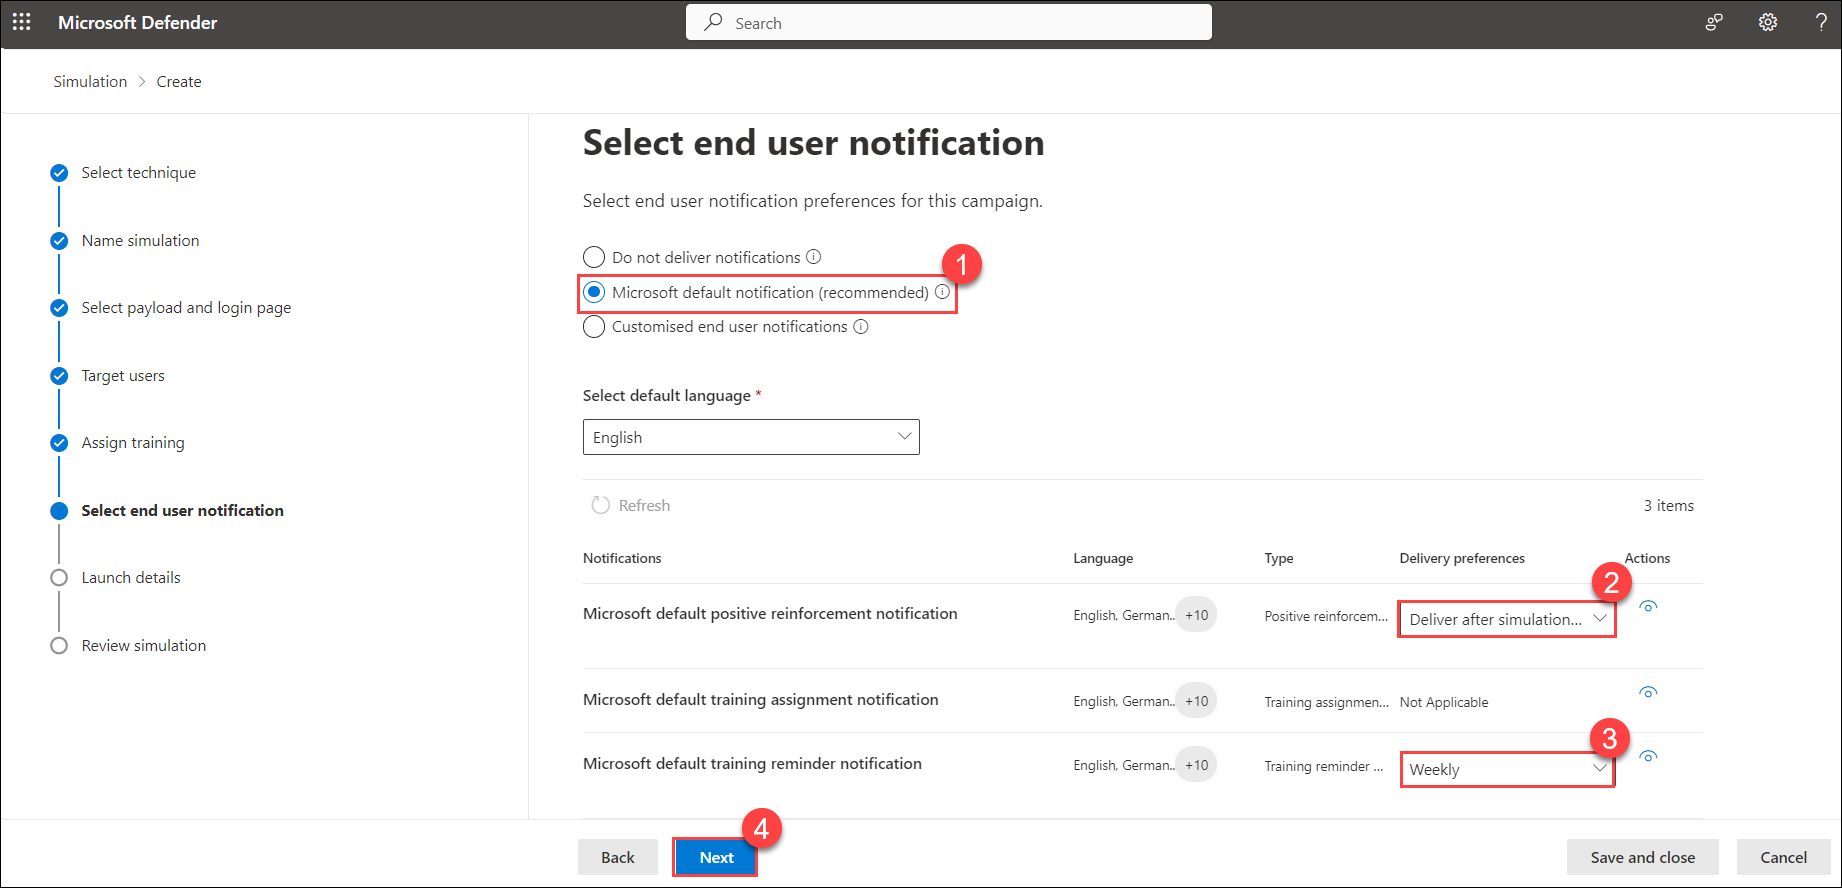 Microsoft Defender
Search
?
Simulation > Create
Select technique
Name simulation
Select payload and login page
Target users
Assign training
Select end user notification
Launch details
Review simulation
Select end user notification
Select end user notification preferences for this campaign.
Do not deliver notifications
1
Microsoft default notification (recommended)
Customised end user notifications
Select default language *
English
Refresh
3 items
Notifications Language Type Delivery preferences Actions
2
Microsoft default positive reinforcement notification English, German.. +10 Positive reinforcem... Deliver after simulation...
Microsoft default training assignment notification English, German.. +10 Training assignmen... Not Applicable
3
Microsoft default training reminder notification English, German.. +10 Training reminder ... Weekly
4
Back Next Save and close Cancel